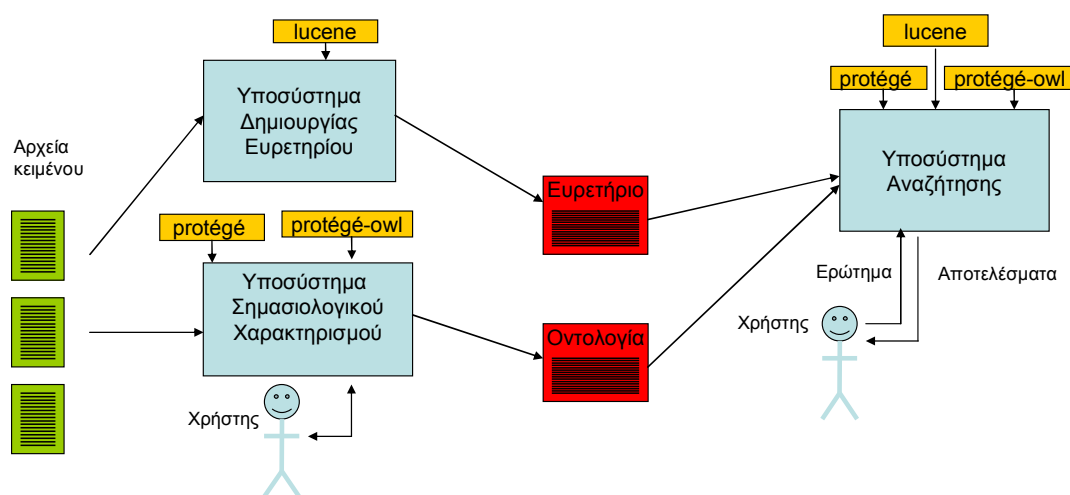 lucene
Υποσύστημα
Δημιουργίας
Ευρετηρίου
Αρχεία
κειμένου
protégé
protégé-owl
Υποσύστημα
Σημασιολογικού
Χαρακτηρισμού
Χρήστης
Ευρετήριο
Οντολογία
lucene
protégé
protégé-owl
Υποσύστημα
Αναζήτησης
Ερώτημα
Αποτελέσματα
Χρήστης